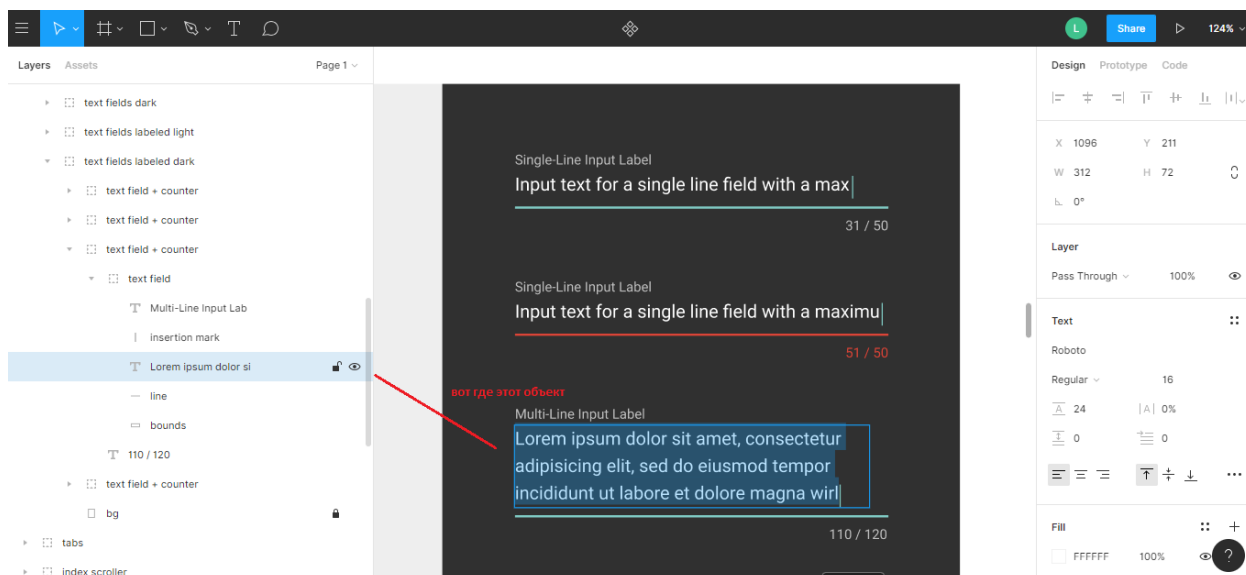 L
Share
124%
Layers Assets Page 1
Design Prototype Code
text fields dark
text fields labeled light
text fields labeled dark
text field + counter
text field + counter
text field + counter
text field
Multi-Line Input Lab
insertion mark
Lorem ipsum dolor si
line
bounds
110 / 120
text field + counter
bg
tabs
index scroller
Single-Line Input Label
Input text for a single line field with a max
31 / 50
Single-Line Input Label
Input text for a single line field with a maximu
51 / 50
вот где этот объект
Multi-Line Input Label
Lorem ipsum dolor sit amet, consectetur
adipisicing elit, sed do eiusmod tempor
incididunt ut labore et dolore magna wirl
110 / 120
X 1096 Y 211
W 312 H 72
0°
Layer
Pass Through 100%
Text
Roboto
Regular 16
A 24 |A| 0%
0 0
Fill
FFFFFF 100%
?